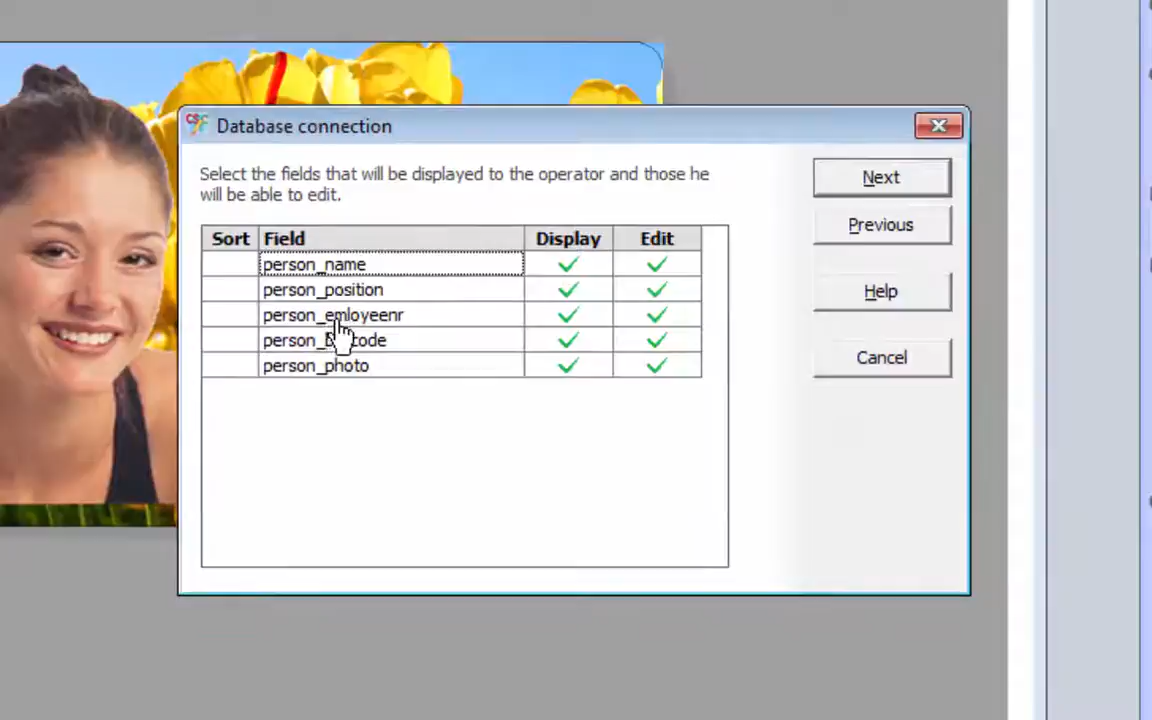 Database connection
Select the fields that will be displayed to the operator and those he
will be able to edit.
Next
Previous
Help
Cancel
Sort Field Display Edit
person_name
person_position
person_emloyeenr
person_photo